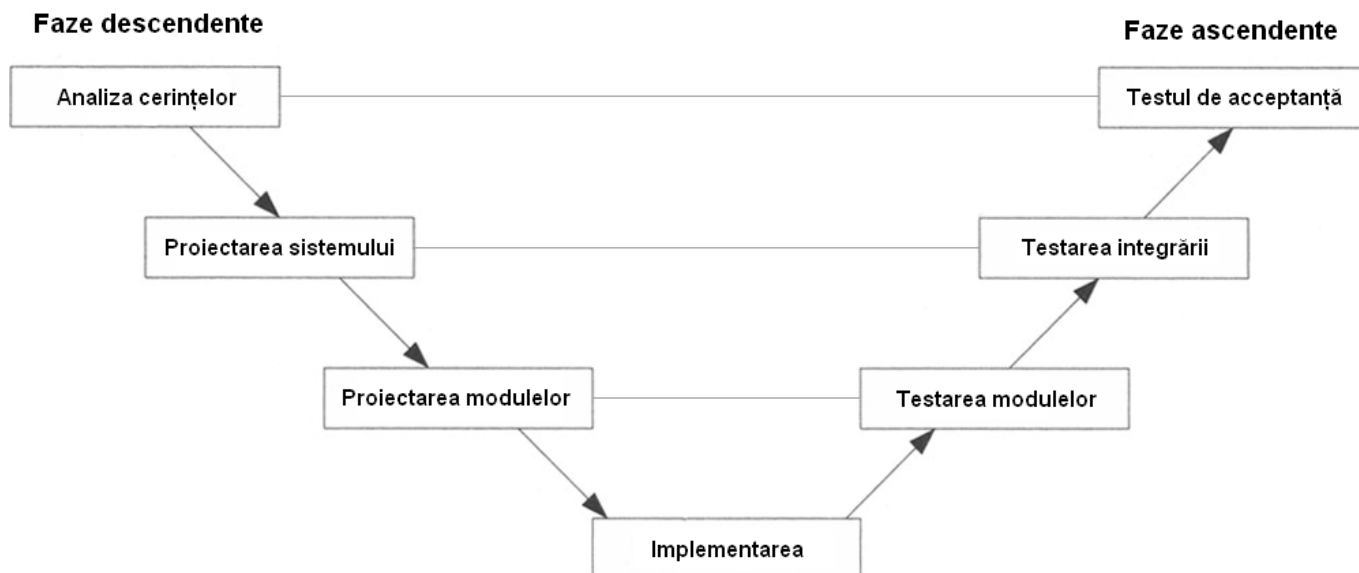 Faze descendente
Faze ascendente
Analiza cerințelor
Testul de acceptanță
Proiectarea sistemului
Testarea integrării
Proiectarea modulelor
Testarea modulelor
Implementarea